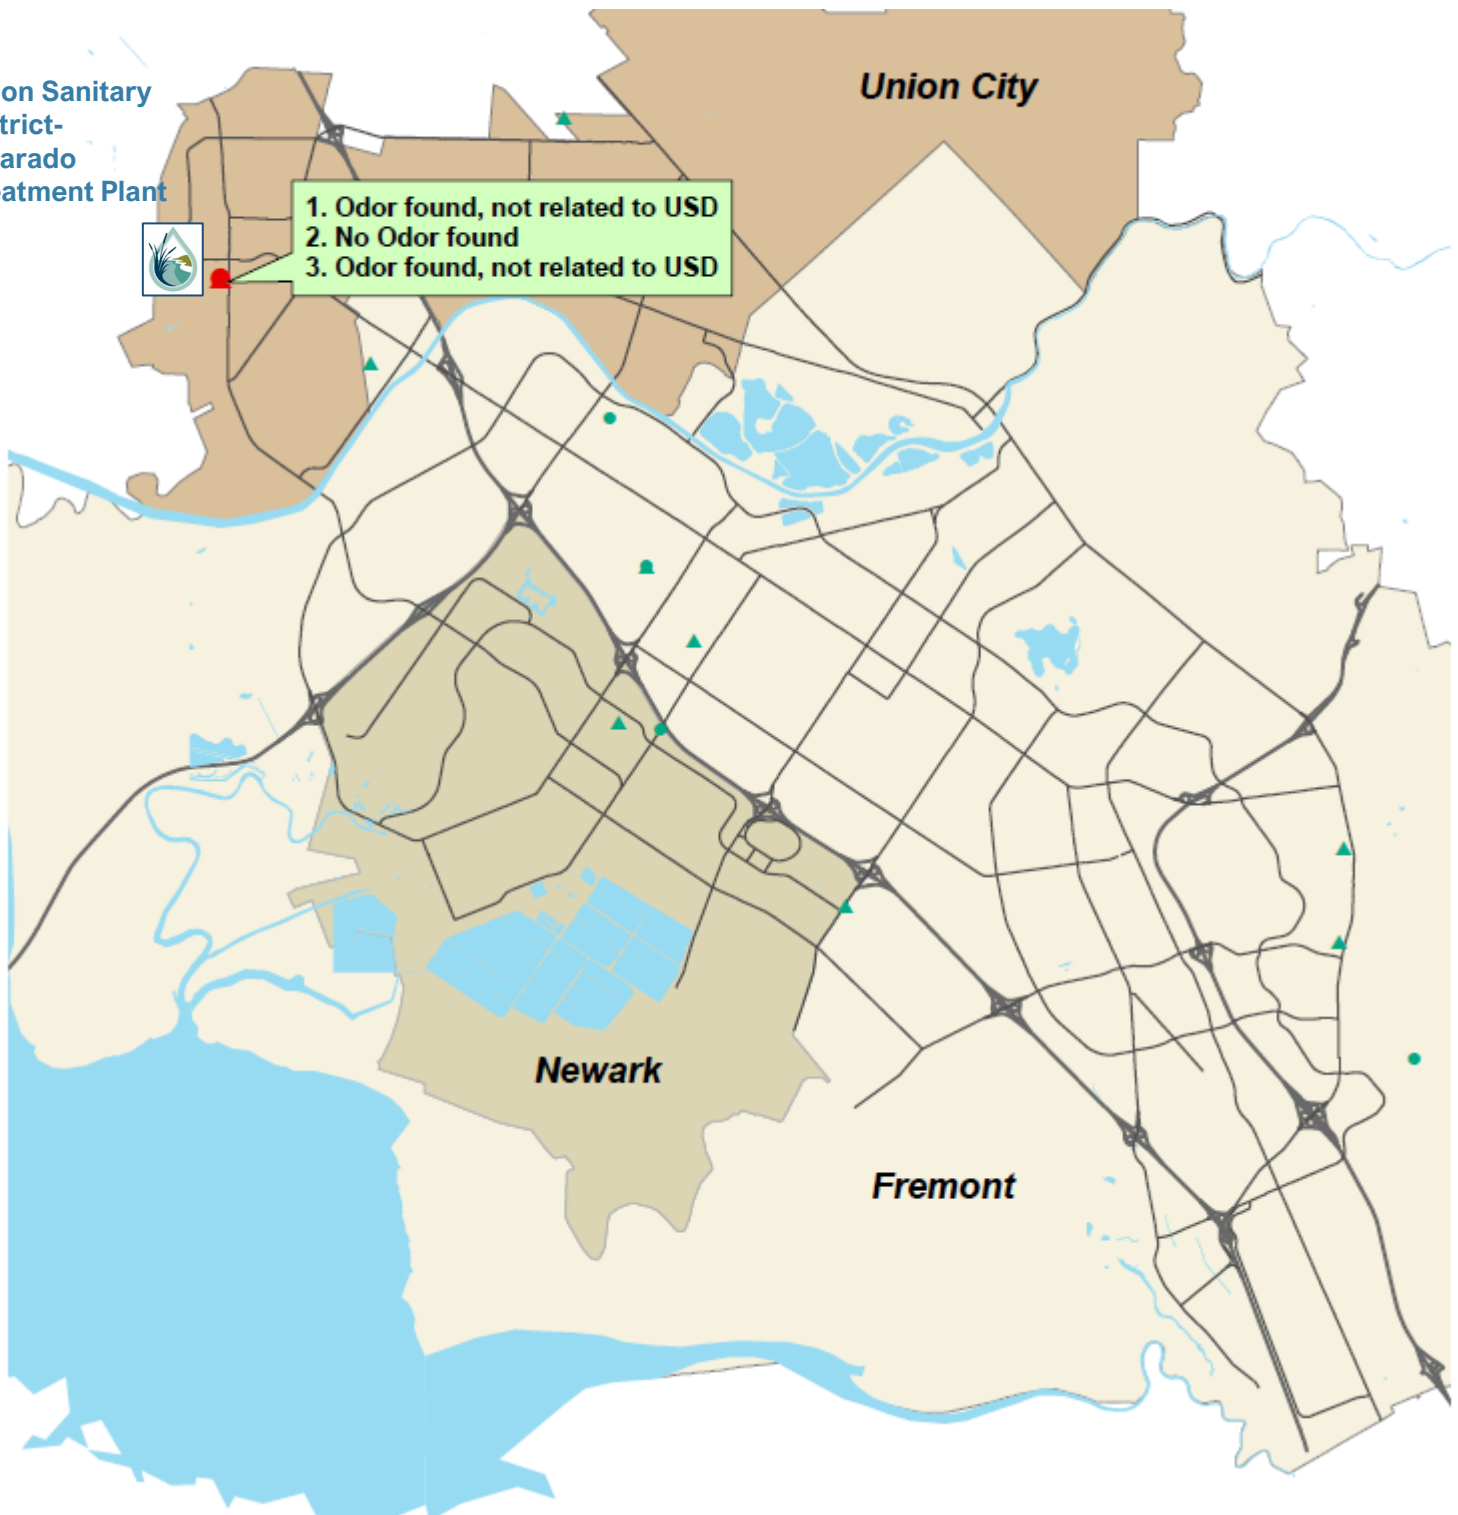 Union City
on Sanitary
trict-
arado
eatment Plant
1. Odor found, not related to USD
2. No Odor found
3. Odor found, not related to USD
Newark
Fremont